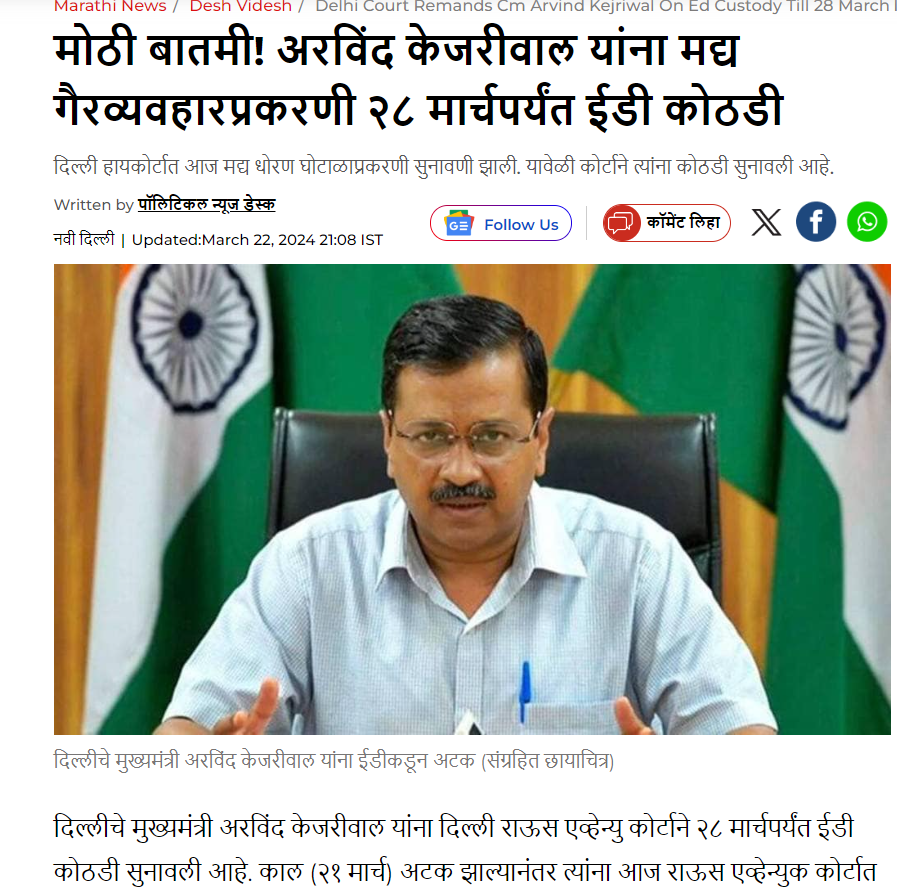 Marathi News / Desh Videsh / Delhi Court Remands Cm Arvind Kejriwal On Ed Custody Till 28 March
मोठी बातमी! अरविंद केजरीवाल यांना मद्य
गैरव्यवहारप्रकरणी २८ मार्चपर्यंत ईडी कोठडी
दिल्ली हायकोर्टात आज मद्य धोरण घोटाळाप्रकरणी सुनावणी झाली. यावेळी कोर्टाने त्यांना कोठडी सुनावली आहे.
Written by पॉलिटिकल न्यूज डेस्क
नवी दिल्ली | Updated:March 22, 2024 21:08 IST
GE Follow Us
कॉमेंट लिहा
दिल्लीचे मुख्यमंत्री अरविंद केजरीवाल यांना ईडीकडून अटक (संग्रहित छायाचित्र)
दिल्लीचे मुख्यमंत्री अरविंद केजरीवाल यांना दिल्ली राऊस एव्हेन्यु कोर्टाने २८ मार्चपर्यंत ईडी
कोठडी सुनावली आहे. काल (२१ मार्च) अटक झाल्यानंतर त्यांना आज राऊस एव्हेन्युक कोर्टात